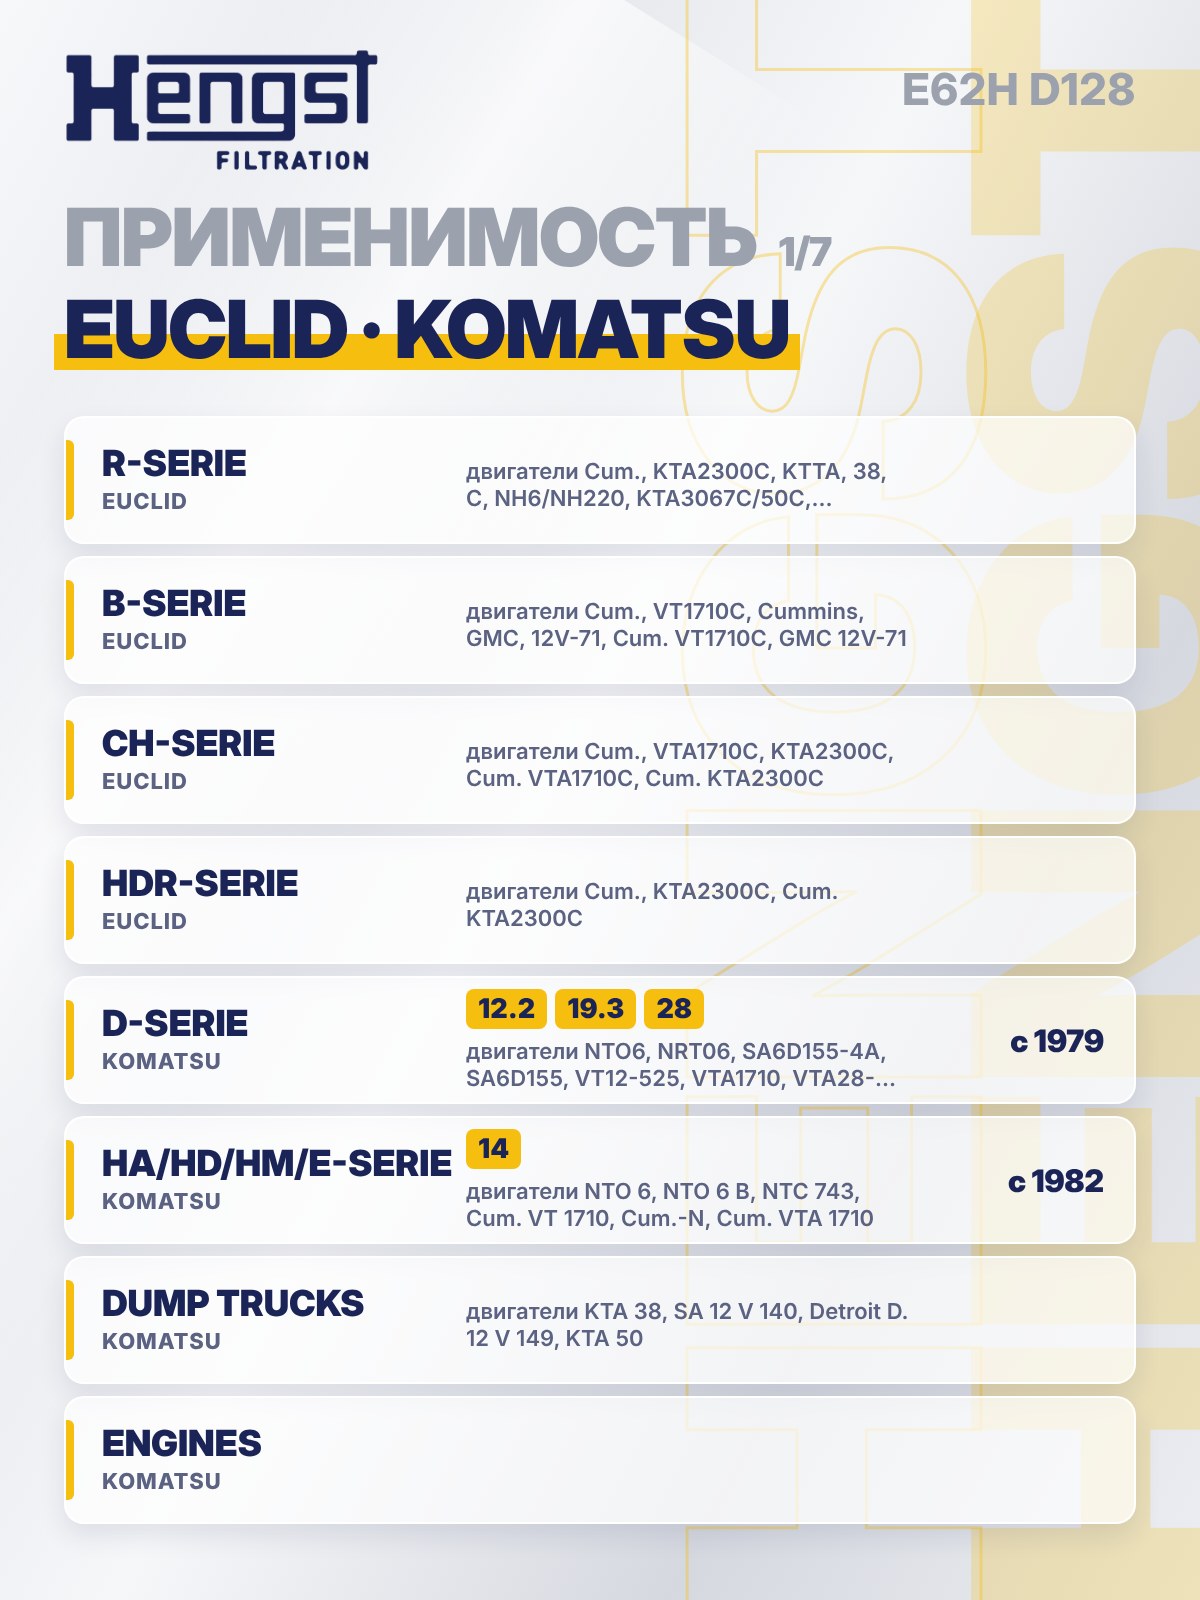 Hengst
FILTRATION
E62H D128
ПРИМЕНИМОСТЬ 1/7
EUCLID · KOMATSU
R-SERIE
EUCLID
двигатели Cum., KTA2300C, KTTA, 38,
C, NH6/NH220, KTA3067C/50C,...
B-SERIE
EUCLID
двигатели Cum., VT1710C, Cummins,
GMC, 12V-71, Cum. VT1710C, GMC 12V-71
CH-SERIE
EUCLID
двигатели Cum., VTA1710C, KTA2300C,
Cum. VTA1710C, Cum. KTA2300C
HDR-SERIE
EUCLID
двигатели Cum., KTA2300C, Cum.
KTA2300C
D-SERIE
KOMATSU
12.2 19.3 28
двигатели NTO6, NRT06, SA6D155-4A,
SA6D155, VT12-525, VTA1710, VTA28-...
с 1979
HA/HD/HM/E-SERIE
KOMATSU
14
двигатели NTO 6, NTO 6 B, NTC 743,
Cum. VT 1710, Cum.-N, Cum. VTA 1710
с 1982
DUMP TRUCKS
KOMATSU
двигатели KTA 38, SA 12 V 140, Detroit D.
12 V 149, KTA 50
ENGINES
KOMATSU
HENGST
HENGST